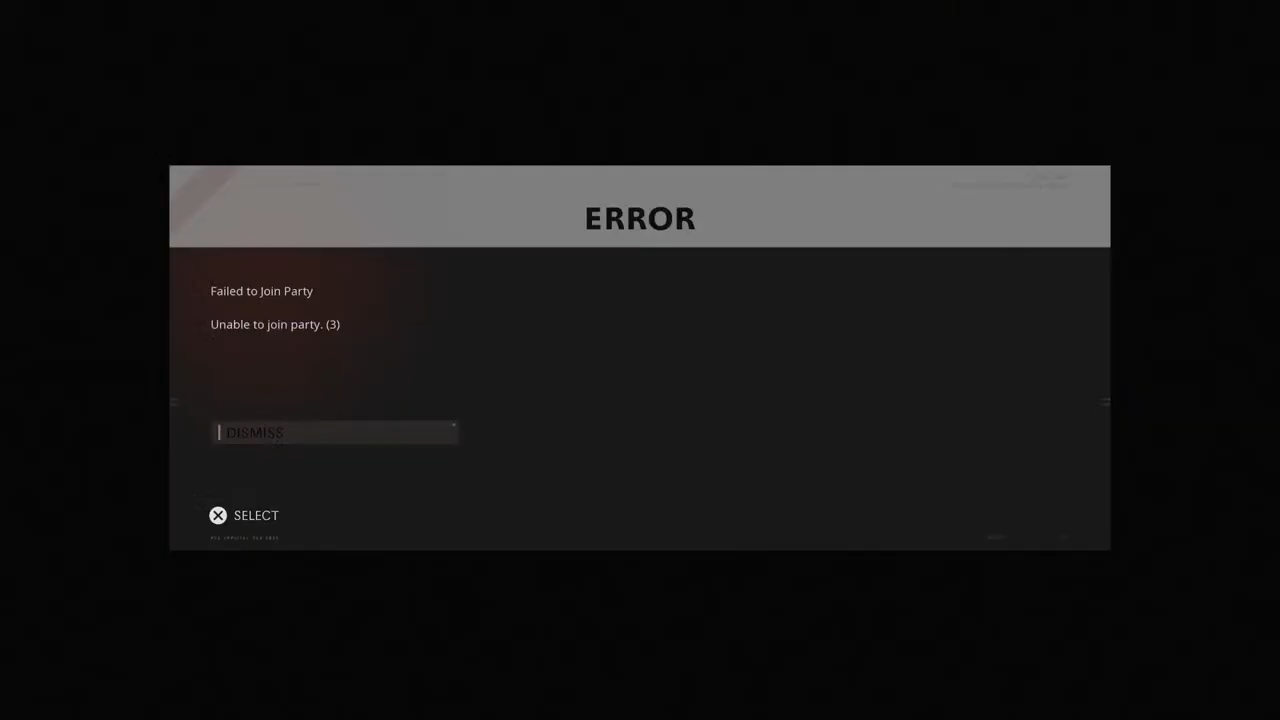 ERROR
Failed to Join Party
Unable to join party. (3)
DISMISS
SELECT